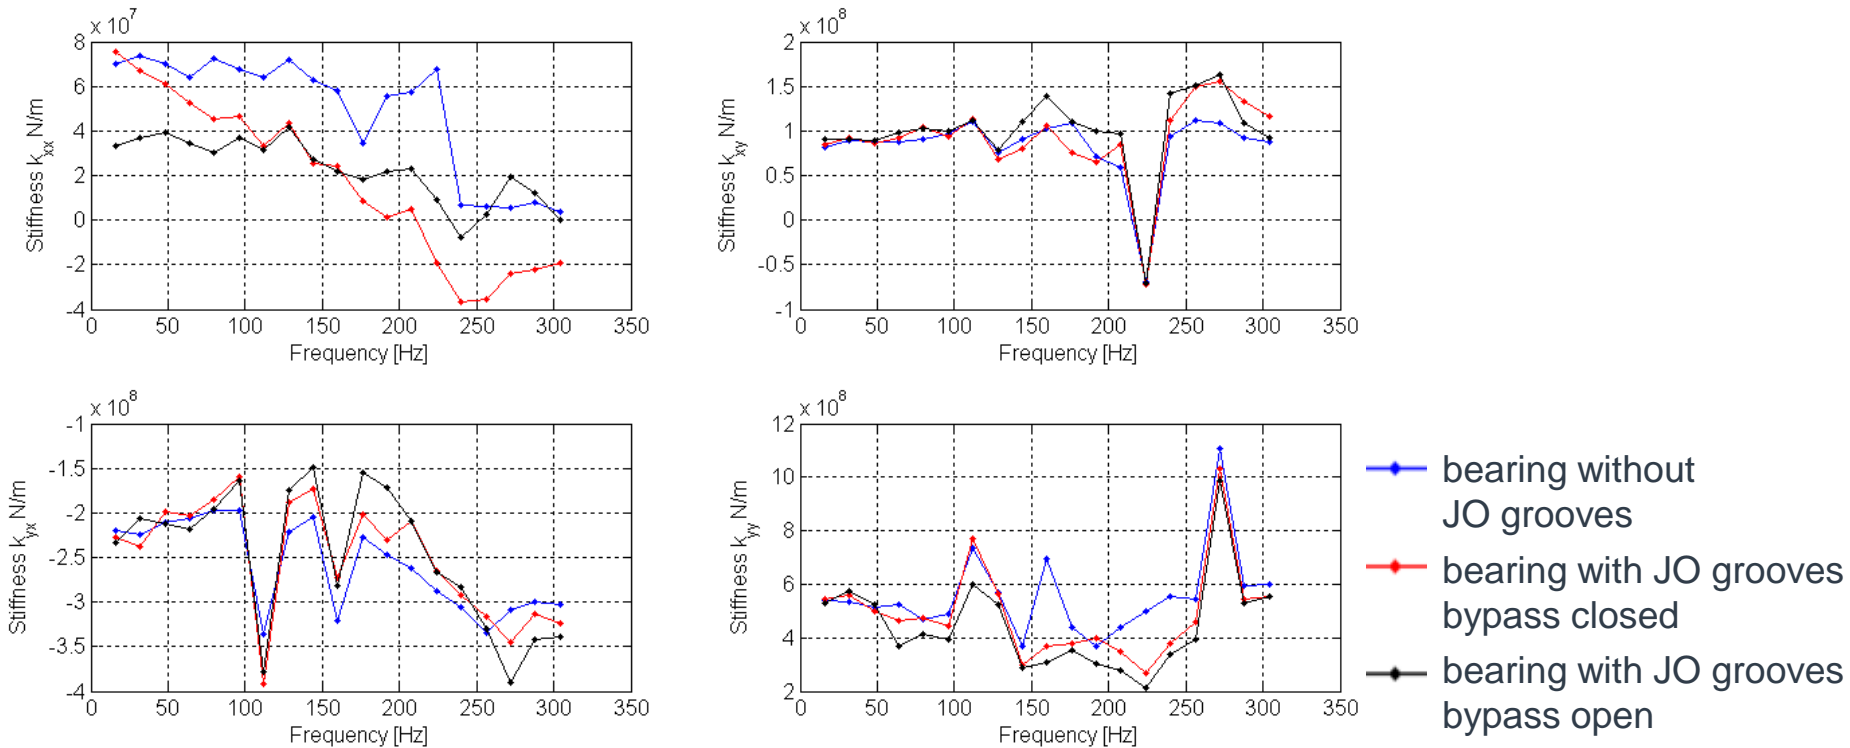 x 10^7
8
6
4
2
0
-2
-4
Stiffness k_xx N/m
0 50 100 150 200 250 300 350
Frequency [Hz]
x 10^8
2
1.5
1
0.5
0
-0.5
-1
Stiffness k_xy N/m
0 50 100 150 200 250 300 350
Frequency [Hz]
x 10^8
-1
-1.5
-2
-2.5
-3
-3.5
-4
Stiffness k_yx N/m
0 50 100 150 200 250 300 350
Frequency [Hz]
x 10^8
12
10
8
6
4
2
Stiffness k_yy N/m
0 50 100 150 200 250 300 350
Frequency [Hz]
bearing without
JO grooves
bearing with JO grooves
bypass closed
bearing with JO grooves
bypass open